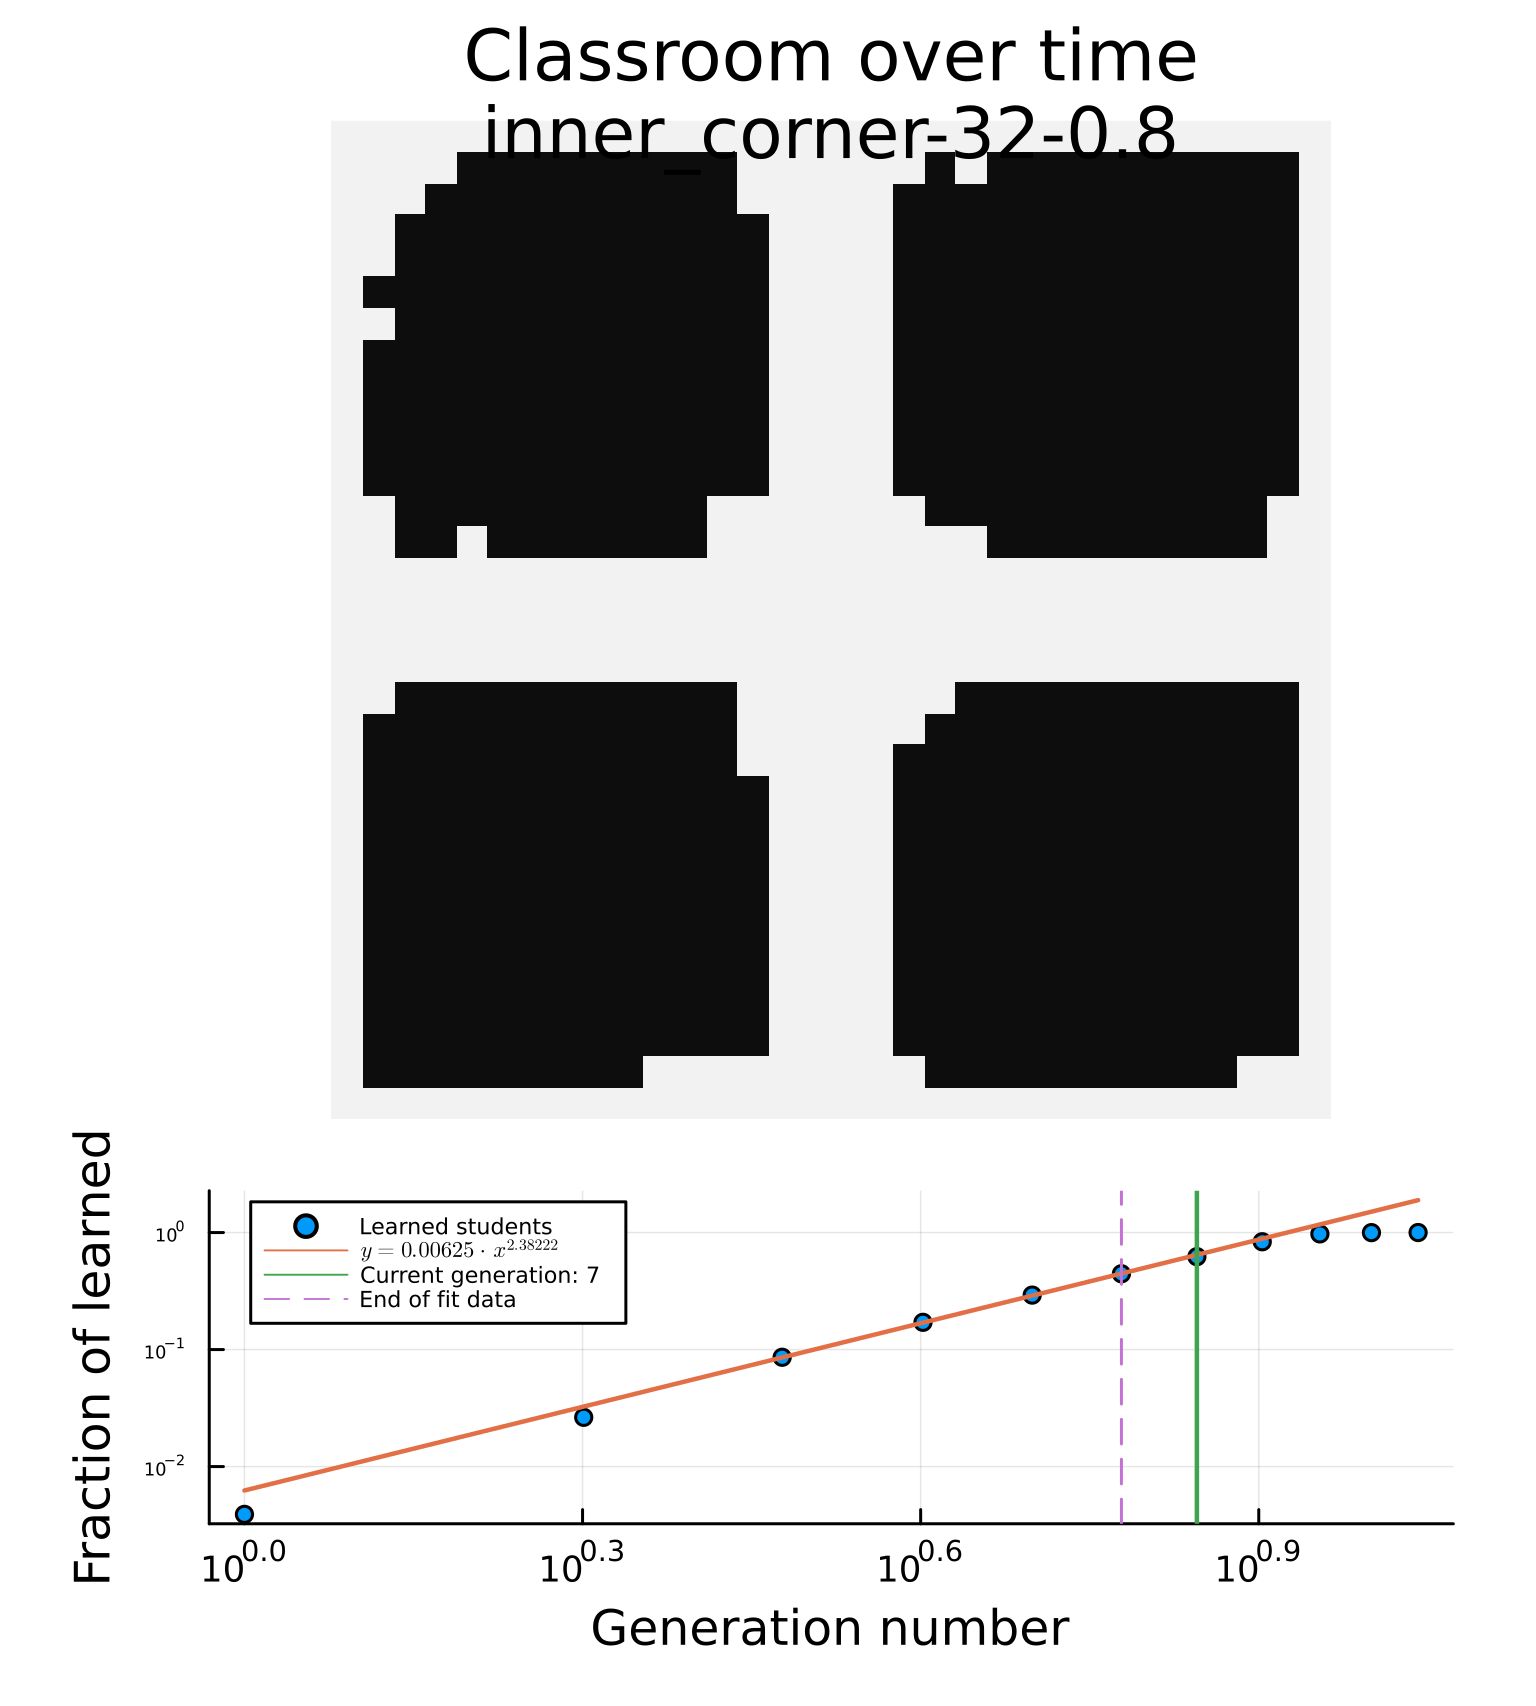 Classroom over time
inner_corner-32-0.8
Fraction of learned
10⁰
10⁻¹
10⁻²
Learned students
y = 0.00625 · x^2.38222
Current generation: 7
End of fit data
10^0.0
10^0.3
10^0.6
10^0.9
Generation number